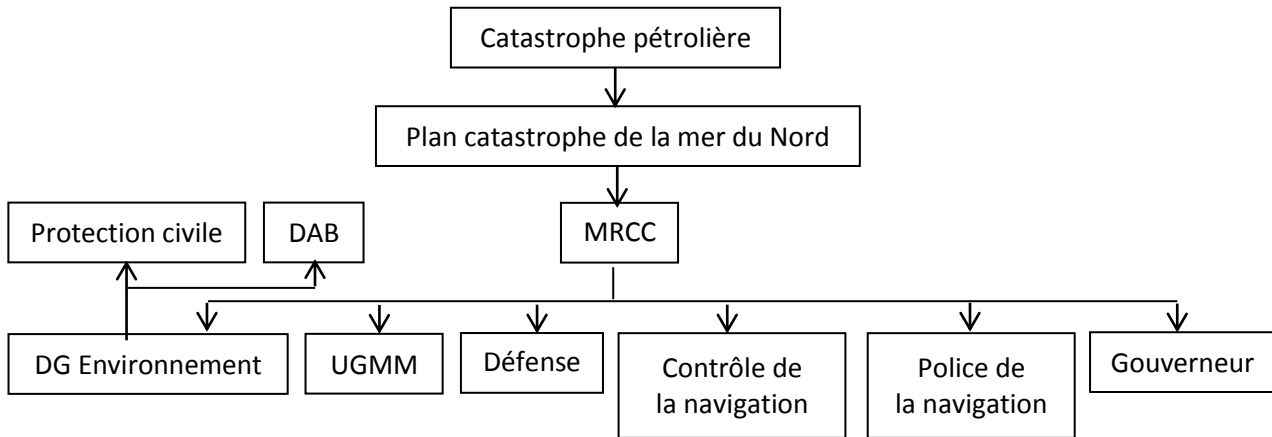 Catastrophe pétrolière
Plan catastrophe de la mer du Nord
Protection civile
DAB
MRCC
DG Environnement
UGMM
Défense
Contrôle de
la navigation
Police de
la navigation
Gouverneur